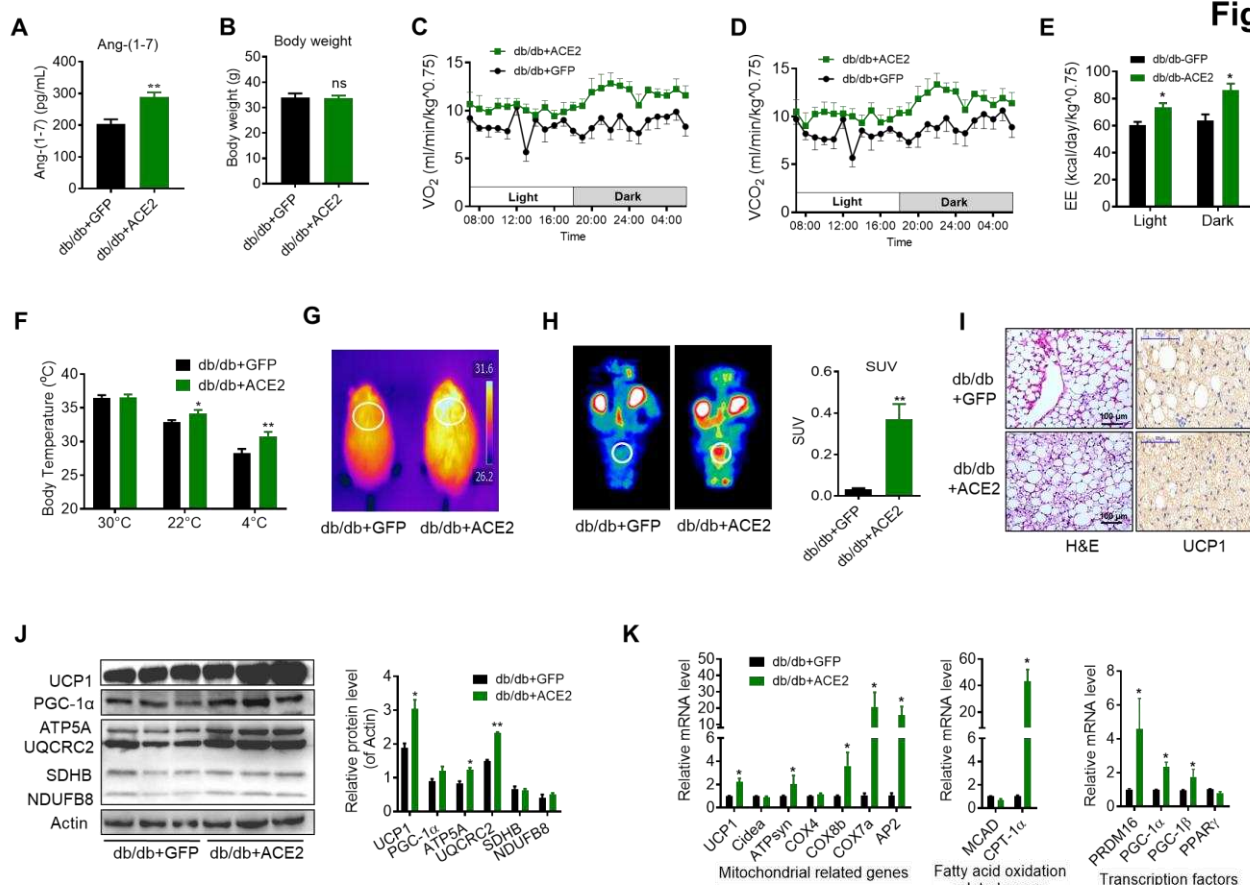 Fig
A
Ang-(1-7)
Ang-(1-7) (pg/mL)
400
300
200
100
0
**
db/db+GFP
db/db+ACE2
B
Body weight
Body weight (g)
50
40
30
20
10
0
ns
db/db+GFP
db/db+ACE2
C
db/db+ACE2
db/db+GFP
VO2 (ml/min/kg^0.75)
15
10
5
0
Light
Dark
08:00 12:00 16:00 20:00 00:00 04:00
Time
D
db/db+ACE2
db/db+GFP
VCO2 (ml/min/kg^0.75)
15
10
5
0
Light
Dark
08:00 12:00 16:00 20:00 00:00 04:00
Time
E
db/db-GFP
db/db-ACE2
EE (kcal/day/kg^0.75)
100
80
60
40
20
0
*
*
Light
Dark
F
db/db+GFP
db/db+ACE2
Body Temperature (°C)
40
35
30
25
20
*
**
30°C
22°C
4°C
G
31.6
26.2
db/db+GFP
db/db+ACE2
H
db/db+GFP
db/db+ACE2
SUV
SUV
0.6
0.4
0.2
0.0
**
db/db+GFP
db/db+ACE2
I
db/db
+GFP
100 μm
db/db
+ACE2
100 μm
H&E
UCP1
J
UCP1
PGC-1α
ATP5A
UQCRC2
SDHB
NDUFB8
Actin
db/db+GFP
db/db+ACE2
db/db+GFP
db/db+ACE2
Relative protein level
(of Actin)
4
3
2
1
0
*
*
**
UCP1
PGC-1α
ATP5A
UQCRC2
SDHB
NDUFB8
K
db/db+GFP
db/db+ACE2
Relative mRNA level
50
40
30
20
10
6
4
2
0
*
*
*
*
*
UCP1
Cidea
ATPsyn
COX4
COX8b
COX7a
AP2
Mitochondrial related genes
Relative mRNA level
60
40
20
6
4
2
0
*
MCAD
CPT-1α
Fatty acid oxidation
Relative mRNA level
8
6
4
2
0
*
*
*
PRDM16
PGC-1α
PGC-1β
PPARγ
Transcription factors